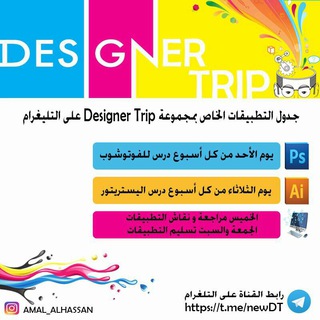 DESIGNER
TRIP
جدول التطبيقات الخاص بمجموعة Designer Trip على التليغرام
يوم الأحد من كل أسبوع درس للفوتوشوب
Ps
يوم الثلاثاء من كل أسبوع درس اليستريتور
Ai
الخميس مراجعة و نقاش التطبيقات
الجمعة والسبت تسليم التطبيقات
رابط القناة على التلغرام
https://t.me/newDT
AMAL_ALHASSAN